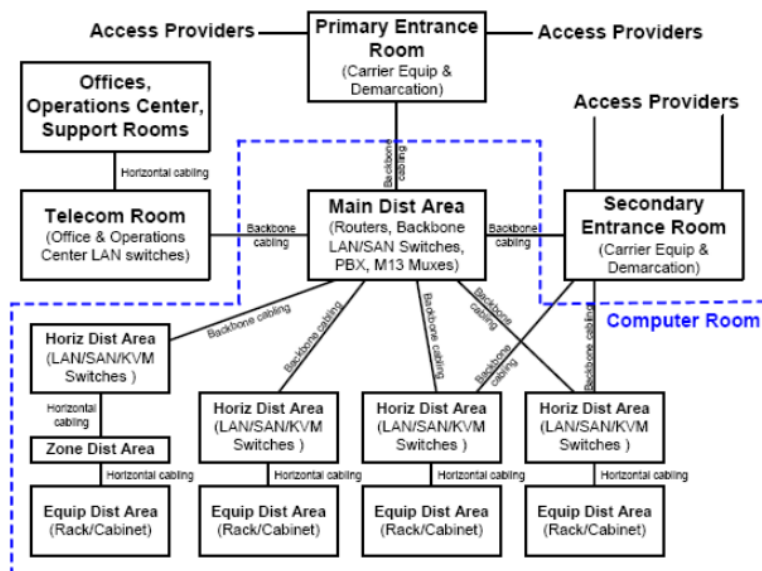 Access Providers
Primary Entrance
Room
(Carrier Equip &
Demarcation)
Access Providers
Offices,
Operations Center,
Support Rooms
Access Providers
Horizontal cabling
Backbone
cabling
Telecom Room
(Office & Operations
Center LAN switches)
Backbone
cabling
Main Dist Area
(Routers, Backbone
LAN/SAN Switches,
PBX, M13 Muxes)
Backbone
cabling
Secondary
Entrance Room
(Carrier Equip &
Demarcation)
Computer Room
Backbone cabling
Backbone cabling
Backbone
cabling
Backbone
cabling
Backbone
cabling
Backbone cabling
Horiz Dist Area
(LAN/SAN/KVM
Switches )
Horizontal
cabling
Zone Dist Area
Horizontal cabling
Equip Dist Area
(Rack/Cabinet)
Horiz Dist Area
(LAN/SAN/KVM
Switches )
Horizontal cabling
Equip Dist Area
(Rack/Cabinet)
Horiz Dist Area
(LAN/SAN/KVM
Switches )
Horizontal cabling
Equip Dist Area
(Rack/Cabinet)
Horiz Dist Area
(LAN/SAN/KVM
Switches )
Horizontal cabling
Equip Dist Area
(Rack/Cabinet)